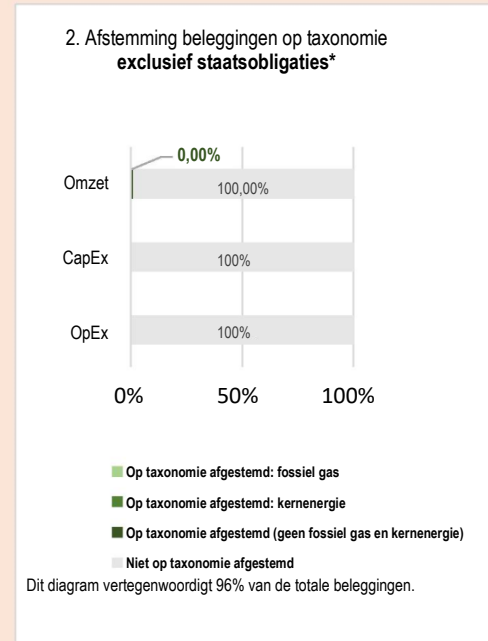 2. Afstemming beleggingen op taxonomie
exclusief staatsobligaties*
0,00%
Omzet
100,00%
CapEx
100%
OpEx
100%
0%
50%
100%
Op taxonomie afgestemd: fossiel gas
Op taxonomie afgestemd: kernenergie
Op taxonomie afgestemd (geen fossiel gas en kernenergie)
Niet op taxonomie afgestemd
Dit diagram vertegenwoordigt 96% van de totale beleggingen.